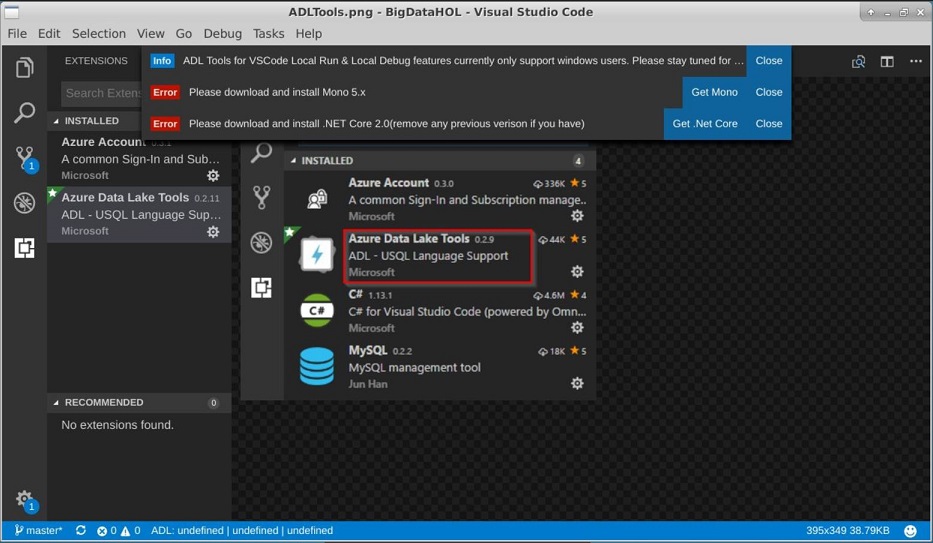 ADLTools.png - BigDataHOL - Visual Studio Code
File Edit Selection View Go Debug Tasks Help
EXTENSIONS
Info ADL Tools for VSCode Local Run & Local Debug features currently only support windows users. Please stay tuned for ... Close
Error Please download and install Mono 5.x Get Mono Close
Error Please download and install .NET Core 2.0(remove any previous verison if you have) Get .Net Core Close
Search Exten
INSTALLED
Azure Account 0.3.1
A common Sign-In and Sub...
Microsoft
Azure Data Lake Tools 0.2.11
ADL - USQL Language Sup...
Microsoft
1
RECOMMENDED 0
No extensions found.
1
INSTALLED 4
Azure Account 0.3.0 336K 5
A common Sign-In and Subscription manage..
Microsoft
Azure Data Lake Tools 0.2.9 44K 5
ADL - USQL Language Support
Microsoft
C# 1.13.1 4.6M 4
C# C# for Visual Studio Code (powered by Omn...
Microsoft
MySQL 0.2.2 18K 5
MySQL management tool
Jun Han
master* 0 0 ADL: undefined | undefined | undefined 395x349 38.79KB